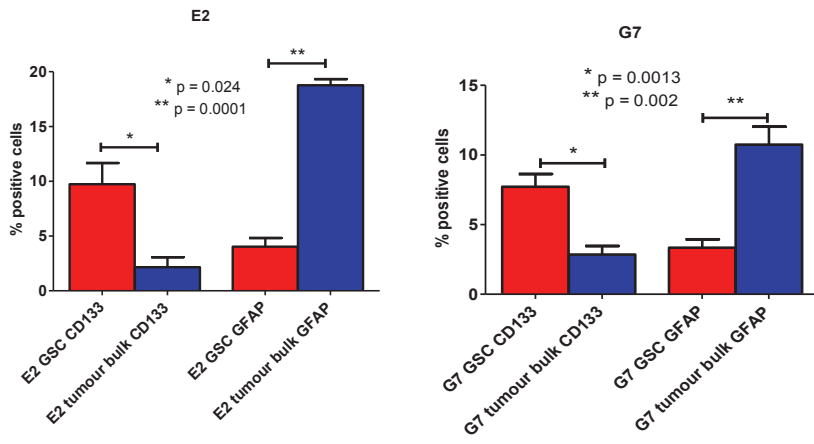 E2
**
20
* p = 0.024
** p = 0.0001
15
*
10
5
0
% positive cells
E2 GSC CD133
E2 tumour bulk CD133
E2 GSC GFAP
E2 tumour bulk GFAP
G7
15
* p = 0.0013
** p = 0.002
**
*
10
5
0
% positive cells
G7 GSC CD133
G7 tumour bulk CD133
G7 GSC GFAP
G7 tumour bulk GFAP